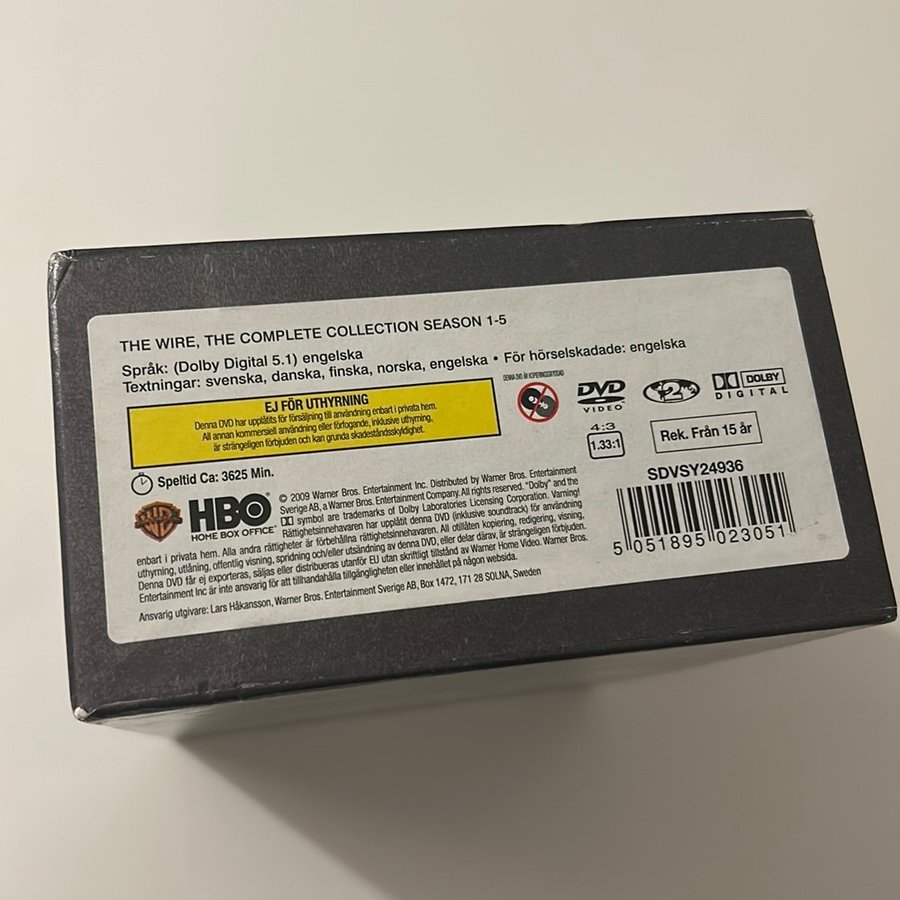 THE WIRE, THE COMPLETE COLLECTION SEASON 1-5
Språk: (Dolby Digital 5.1) engelska
Textningar: svenska, danska, finska, norska, engelska • För hörselskadade: engelska
EJ FÖR UTHYRNING
Denna DVD har upplåtits för försäljning till användning enbart i privata hem.
All annan kommersiell användning eller förfogande, inklusive uthyrning,
är strängeligen förbjuden och kan grunda skadeståndsskyldighet.
DENNA DVD ÄR KOPIERINGSSKYDDAD
DVD
VIDEO
2
DOLBY
DIGITAL
4:3
1.33:1
Rek. Från 15 år
Speltid Ca: 3625 Min.
SDVSY24936
5 051895 023051
WB
HBO
HOME BOX OFFICE
© 2009 Warner Bros. Entertainment Inc. Distributed by Warner Bros. Entertainment
Sverige AB, a Warner Bros. Entertainment Company. All rights reserved. "Dolby" and the
symbol are trademarks of Dolby Laboratories Licensing Corporation. Varning!
Rättighetsinnehavaren har upplåtit denna DVD (inklusive soundtrack) för användning
enbart i privata hem. Alla andra rättigheter är förbehållna rättighetsinnehavaren. All otillåten kopiering, redigering, visning,
uthyrning, utlåning, offentlig visning, spridning och/eller utsändning av denna DVD, eller delar därav, är strängeligen förbjuden.
Denna DVD får ej exporteras, säljas eller distribueras utanför EU utan skriftligt tillstånd av Warner Home Video. Warner Bros.
Entertainment Inc är inte ansvarig för att tillhandahålla tillgängligheten eller innehållet på någon websida.
Ansvarig utgivare: Lars Håkansson, Warner Bros. Entertainment Sverige AB, Box 1472, 171 28 SOLNA, Sweden